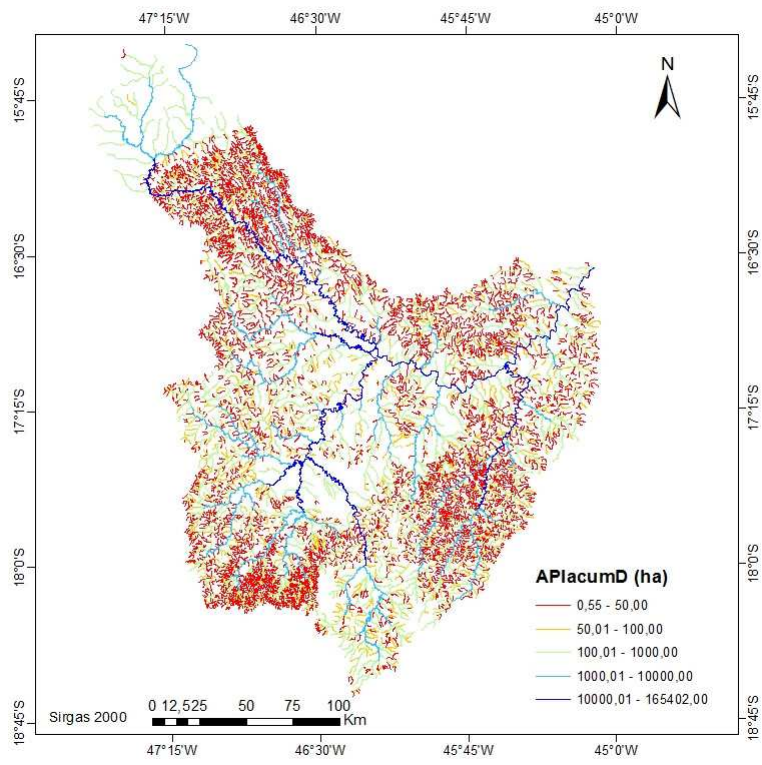 47°15'W 46°30'W 45°45'W 45°0'W
N
15°45'S 15°45'S
16°30'S 16°30'S
17°15'S 17°15'S
18°0'S 18°0'S
APlacumD (ha)
0,55 - 50,00
50,01 - 100,00
100,01 - 1000,00
1000,01 - 10000,00
10000,01 - 165402,00
Sirgas 2000
0 12,525 50 75 100
Km
18°45'S 18°45'S
47°15'W 46°30'W 45°45'W 45°0'W